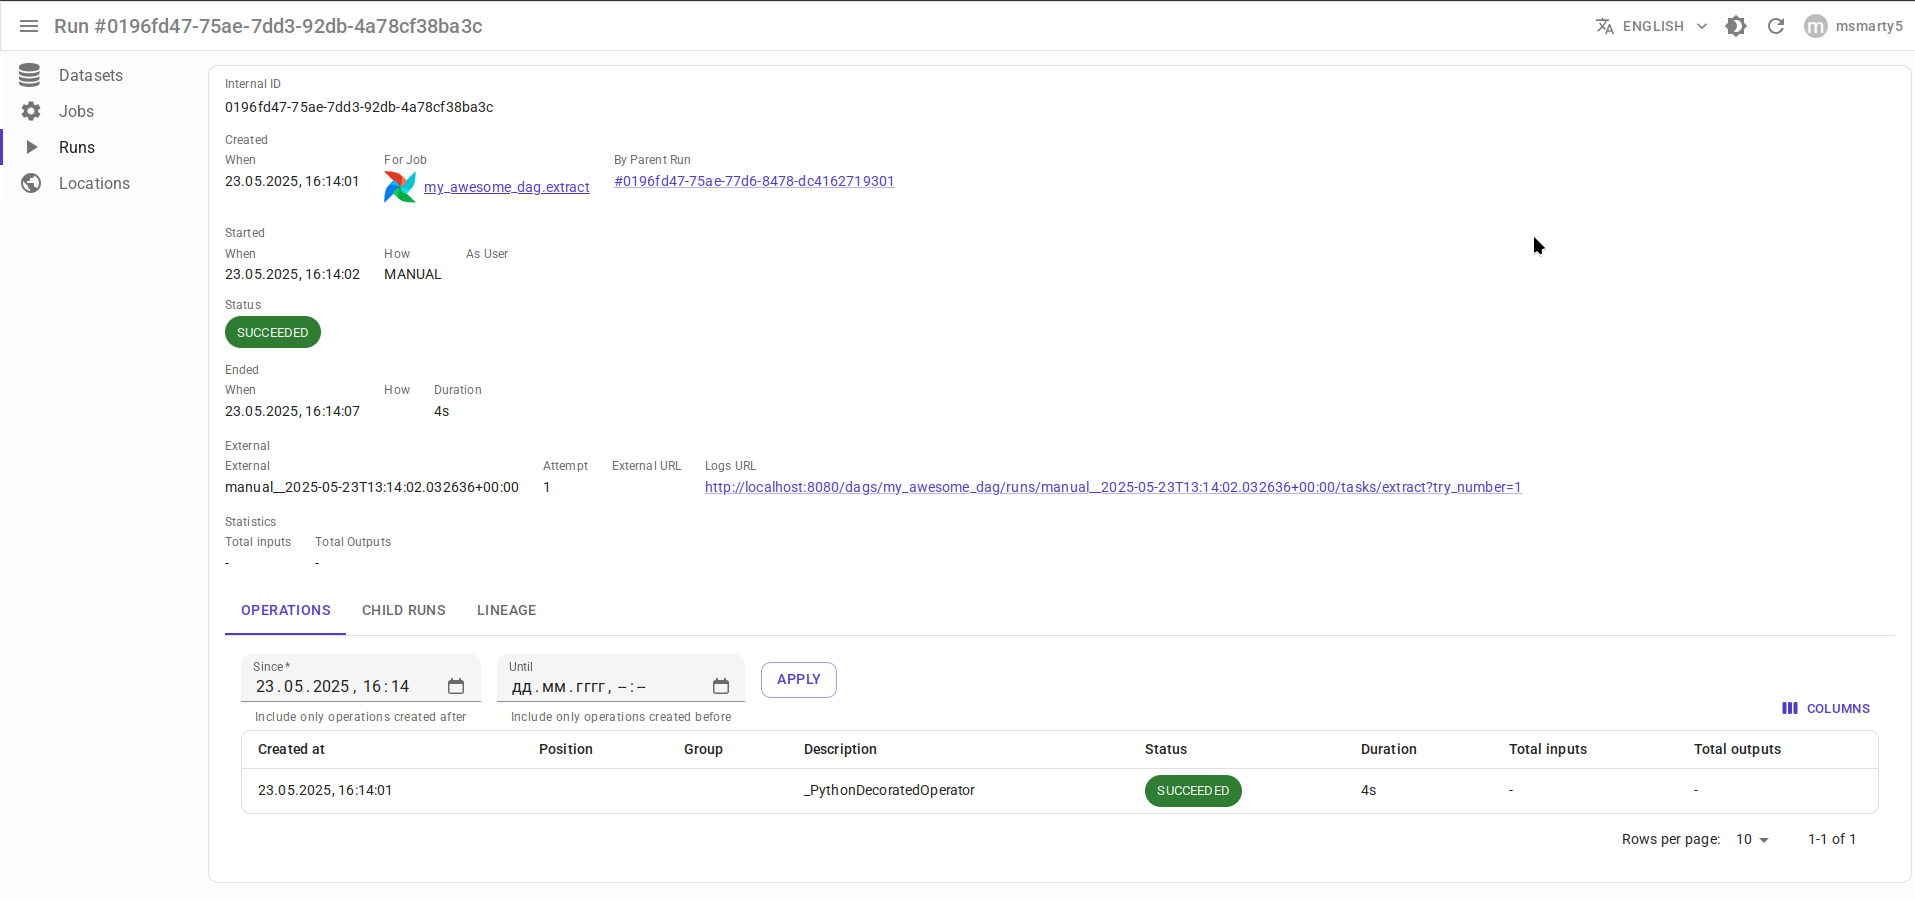 Run #0196fd47-75ae-7dd3-92db-4a78cf38ba3c
ENGLISH
m
msmarty5
Datasets
Jobs
Runs
Locations
Internal ID
0196fd47-75ae-7dd3-92db-4a78cf38ba3c
Created
When For Job By Parent Run
23.05.2025, 16:14:01 my_awesome_dag.extract #0196fd47-75ae-77d6-8478-dc4162719301
Started
When How As User
23.05.2025, 16:14:02 MANUAL
Status
SUCCEEDED
Ended
When How Duration
23.05.2025, 16:14:07 4s
External
External Attempt External URL Logs URL
manual__2025-05-23T13:14:02.032636+00:00 1 http://localhost:8080/dags/my_awesome_dag/runs/manual__2025-05-23T13:14:02.032636+00:00/tasks/extract?try_number=1
Statistics
Total inputs Total Outputs
- -
OPERATIONS CHILD RUNS LINEAGE
Since* Until
23.05.2025, 16:14 дд.мм.гггг, --:-- APPLY
Include only operations created after Include only operations created before
COLUMNS
Created at Position Group Description Status Duration Total inputs Total outputs
23.05.2025, 16:14:01 _PythonDecoratedOperator SUCCEEDED 4s - -
Rows per page: 10 1-1 of 1